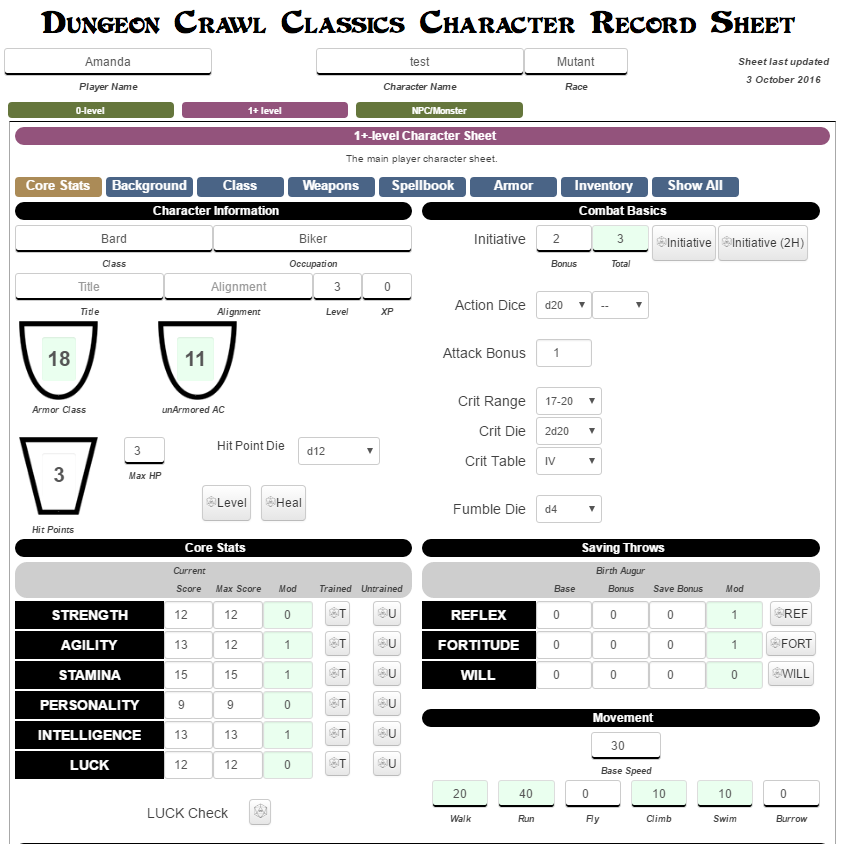 Dungeon Crawl Classics Character Record Sheet
Amanda test Mutant Sheet last updated
Player Name Character Name Race 3 October 2016
0-level 1+ level NPC/Monster
1+-level Character Sheet
The main player character sheet.
Core Stats Background Class Weapons Spellbook Armor Inventory Show All
Character Information
Bard Biker
Class Occupation
Title Alignment 3 0
Title Alignment Level XP
18 11
Armor Class unArmored AC
3 3 Hit Point Die d12
Max HP
Level Heal
Hit Points
Combat Basics
Initiative 2 3 Initiative Initiative (2H)
Bonus Total
Action Dice d20 --
Attack Bonus 1
Crit Range 17-20
Crit Die 2d20
Crit Table IV
Fumble Die d4
Core Stats
Current
Score Max Score Mod Trained Untrained
STRENGTH 12 12 0 T U
AGILITY 13 12 1 T U
STAMINA 15 15 1 T U
PERSONALITY 9 9 0 T U
INTELLIGENCE 13 13 1 T U
LUCK 12 12 0 T U
LUCK Check
Saving Throws
Birth Augur
Base Bonus Save Bonus Mod
REFLEX 0 0 0 1 REF
FORTITUDE 0 0 0 1 FORT
WILL 0 0 0 0 WILL
Movement
30
Base Speed
20 40 0 10 10 0
Walk Run Fly Climb Swim Burrow